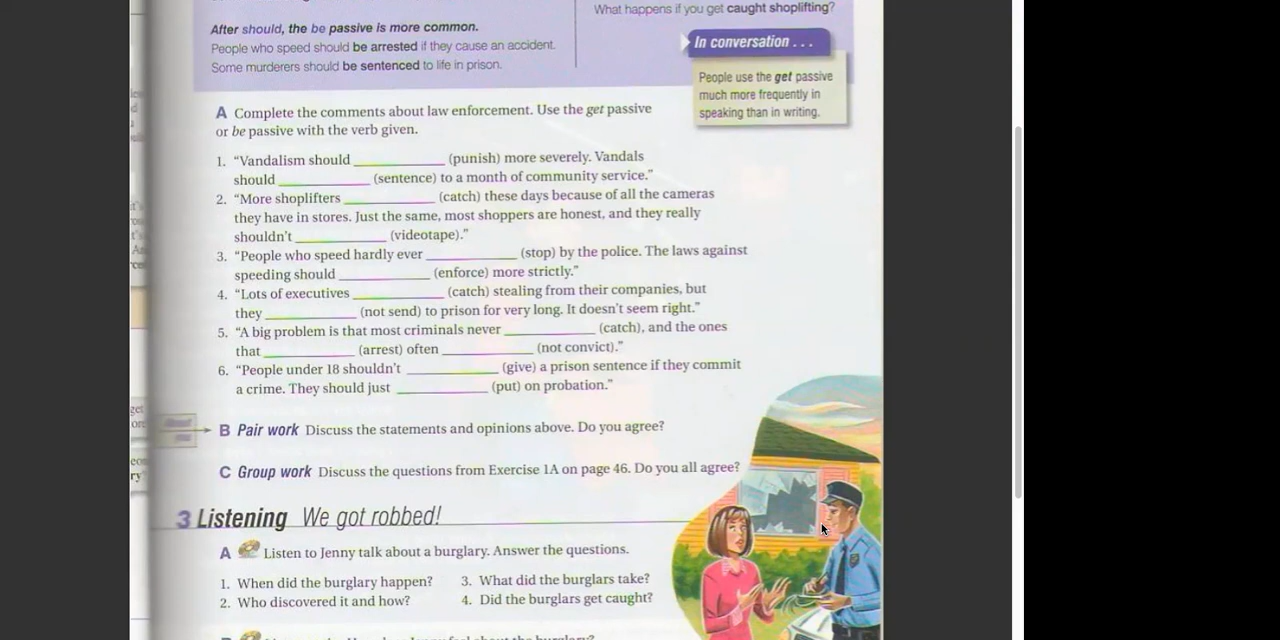 What happens if you get caught shoplifting?
After should, the be passive is more common.
People who speed should be arrested if they cause an accident.
Some murderers should be sentenced to life in prison.
In conversation . . .
People use the get passive
much more frequently in
speaking than in writing.
A Complete the comments about law enforcement. Use the get passive
or be passive with the verb given.
1. “Vandalism should __________ (punish) more severely. Vandals
should __________ (sentence) to a month of community service.”
2. “More shoplifters __________ (catch) these days because of all the cameras
they have in stores. Just the same, most shoppers are honest, and they really
shouldn’t __________ (videotape).”
3. “People who speed hardly ever __________ (stop) by the police. The laws against
speeding should __________ (enforce) more strictly.”
4. “Lots of executives __________ (catch) stealing from their companies, but
they __________ (not send) to prison for very long. It doesn’t seem right.”
5. “A big problem is that most criminals never __________ (catch), and the ones
that __________ (arrest) often __________ (not convict).”
6. “People under 18 shouldn’t __________ (give) a prison sentence if they commit
a crime. They should just __________ (put) on probation.”
B Pair work Discuss the statements and opinions above. Do you agree?
C Group work Discuss the questions from Exercise 1A on page 46. Do you all agree?
3 Listening We got robbed!
A Listen to Jenny talk about a burglary. Answer the questions.
1. When did the burglary happen?
2. Who discovered it and how?
3. What did the burglars take?
4. Did the burglars get caught?